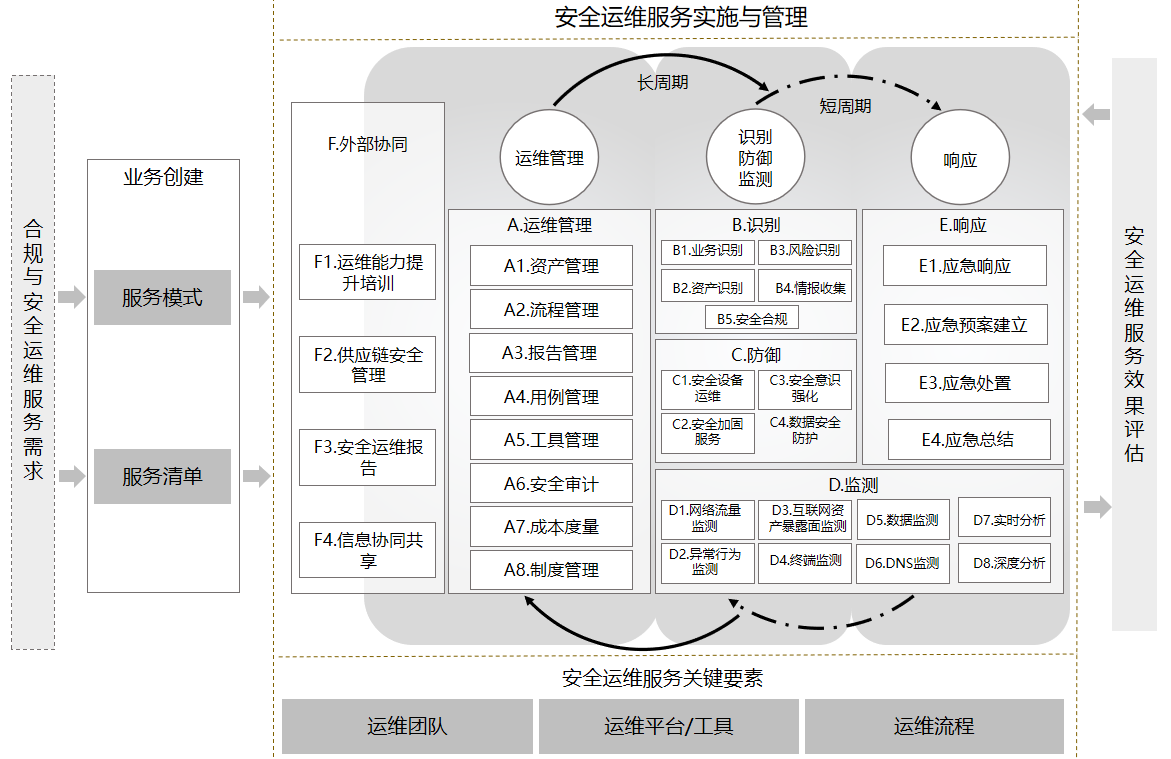 安全运维服务实施与管理
合规与安全运维服务需求
业务创建
服务模式
服务清单
F.外部协同
F1.运维能力提
升培训
F2.供应链安全
管理
F3.安全运维报
告
F4.信息协同共
享
长周期
短周期
运维管理
识别
防御
监测
响应
A.运维管理
A1.资产管理
A2.流程管理
A3.报告管理
A4.用例管理
A5.工具管理
A6.安全审计
A7.成本度量
A8.制度管理
B.识别
B1.业务识别
B3.风险识别
B2.资产识别
B4.情报收集
B5.安全合规
C.防御
C1.安全设备
运维
C3.安全意识
强化
C2.安全加固
服务
C4.数据安全
防护
E.响应
E1.应急响应
E2.应急预案建立
E3.应急处置
E4.应急总结
D.监测
D1.网络流量
监测
D3.互联网资
产暴露面监测
D5.数据监测
D7.实时分析
D2.异常行为
监测
D4.终端监测
D6.DNS监测
D8.深度分析
安全运维服务关键要素
运维团队
运维平台/工具
运维流程
安全运维服务效果评估